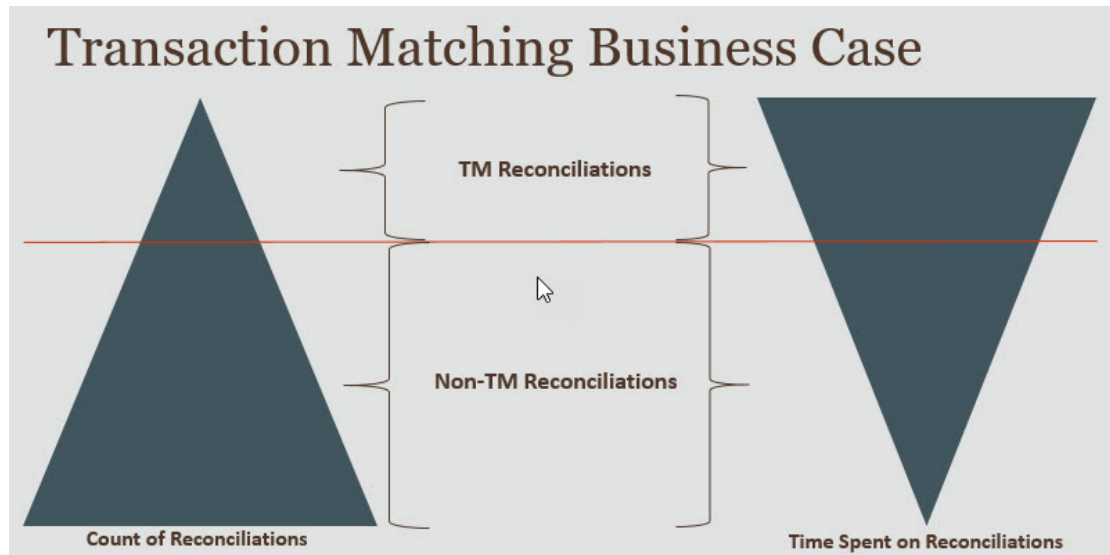 Transaction Matching Business Case
TM Reconciliations
Non-TM Reconciliations
Count of Reconciliations
Time Spent on Reconciliations